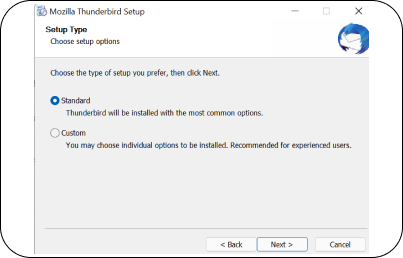 Mozilla Thunderbird Setup
Setup Type
Choose setup options
Choose the type of setup you prefer, then click Next.
Standard
Thunderbird will be installed with the most common options.
Custom
You may choose individual options to be installed. Recommended for experienced users.
< Back Next > Cancel